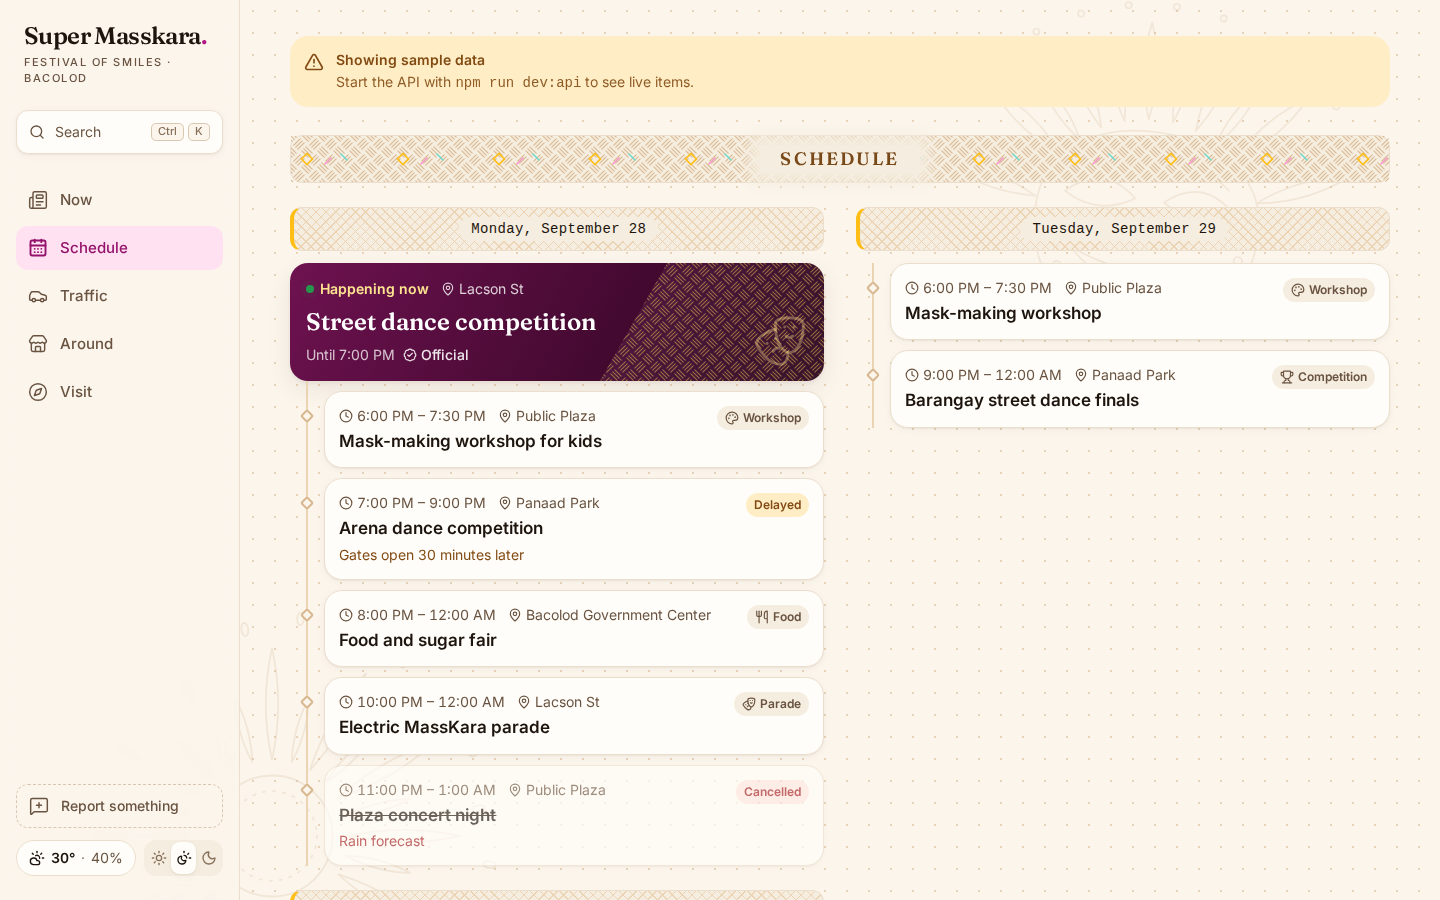 Super Masskara.
FESTIVAL OF SMILES ·
BACOLOD
Search Ctrl K
Now
Schedule
Traffic
Around
Visit
Report something
30° · 40%
Showing sample data
Start the API with npm run dev:api to see live items.
SCHEDULE
Monday, September 28
Happening now Lacson St
Street dance competition
Until 7:00 PM Official
6:00 PM – 7:30 PM Public Plaza Workshop
Mask-making workshop for kids
7:00 PM – 9:00 PM Panaad Park Delayed
Arena dance competition
Gates open 30 minutes later
8:00 PM – 12:00 AM Bacolod Government Center Food
Food and sugar fair
10:00 PM – 12:00 AM Lacson St Parade
Electric MassKara parade
11:00 PM – 1:00 AM Public Plaza Cancelled
Plaza concert night
Rain forecast
Tuesday, September 29
6:00 PM – 7:30 PM Public Plaza Workshop
Mask-making workshop
9:00 PM – 12:00 AM Panaad Park Competition
Barangay street dance finals